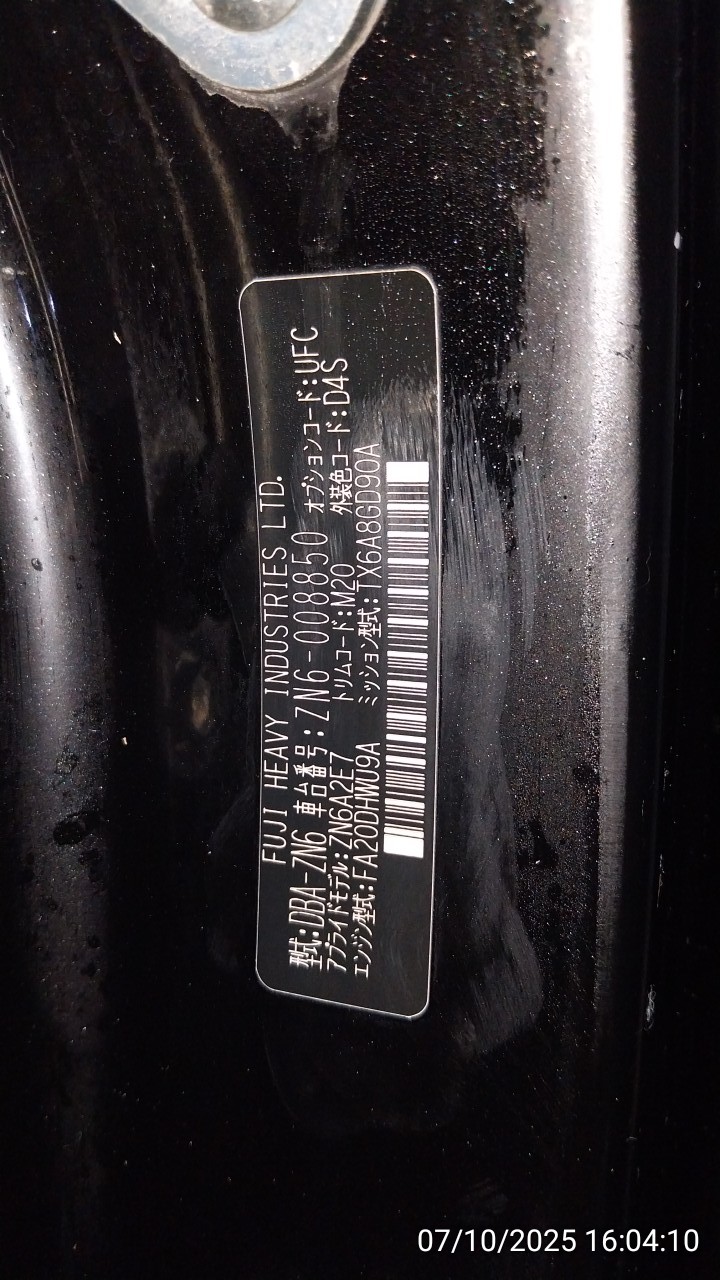 FUJI HEAVY INDUSTRIES LTD.
型式:DBA-ZN6 車台番号:ZN6-008850
アプライドモデル:ZN6A2E7 トリムコード:M20 オプションコード:UFC
エンジン型式:FA20DHWU9A ミッション型式:TX6A8GD90A 外装色コード:D4S
07/10/2025 16:04:10